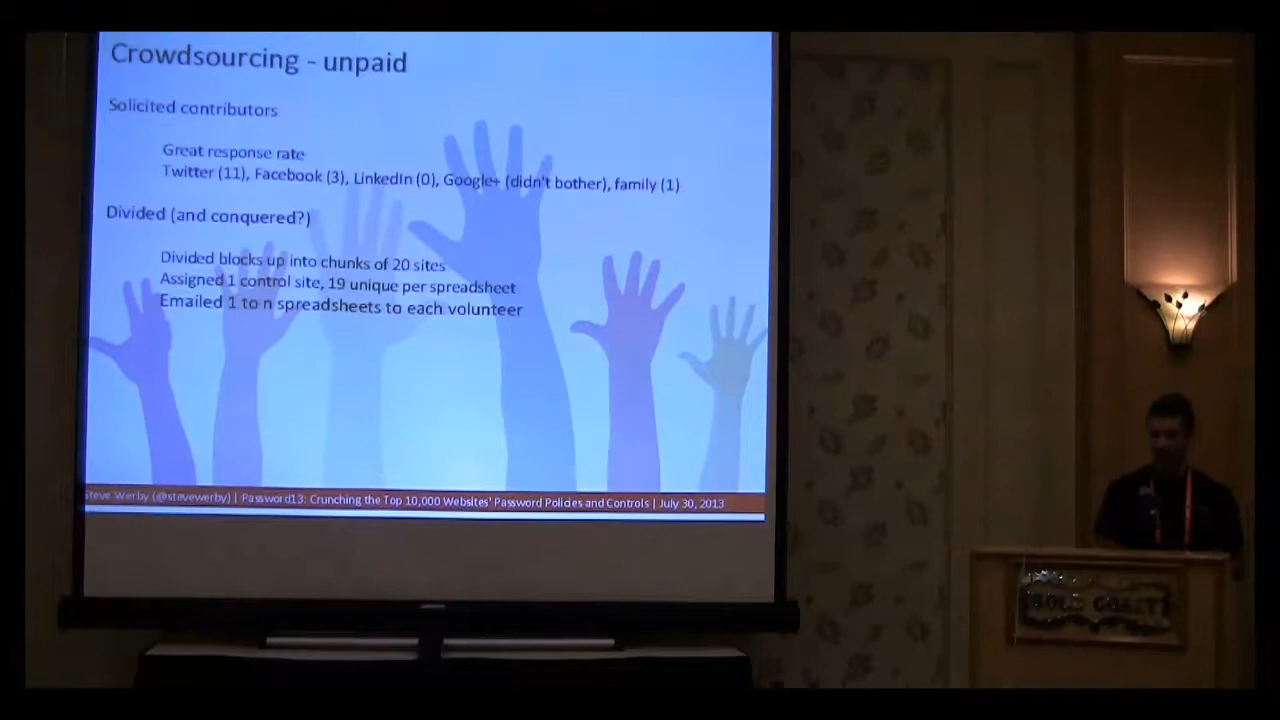 Crowdsourcing - unpaid
Solicited contributors
Great response rate
Twitter (11), Facebook (3), LinkedIn (0), Google+ (didn't bother), family (1)
Divided (and conquered?)
Divided blocks up into chunks of 20 sites
Assigned 1 control site, 19 unique per spreadsheet
Emailed 1 to n spreadsheets to each volunteer
Steve Werby (@stevewerby) | Password13: Crunching the Top 10,000 Websites' Password Policies and Controls | July 30, 2013
GOLD COAST